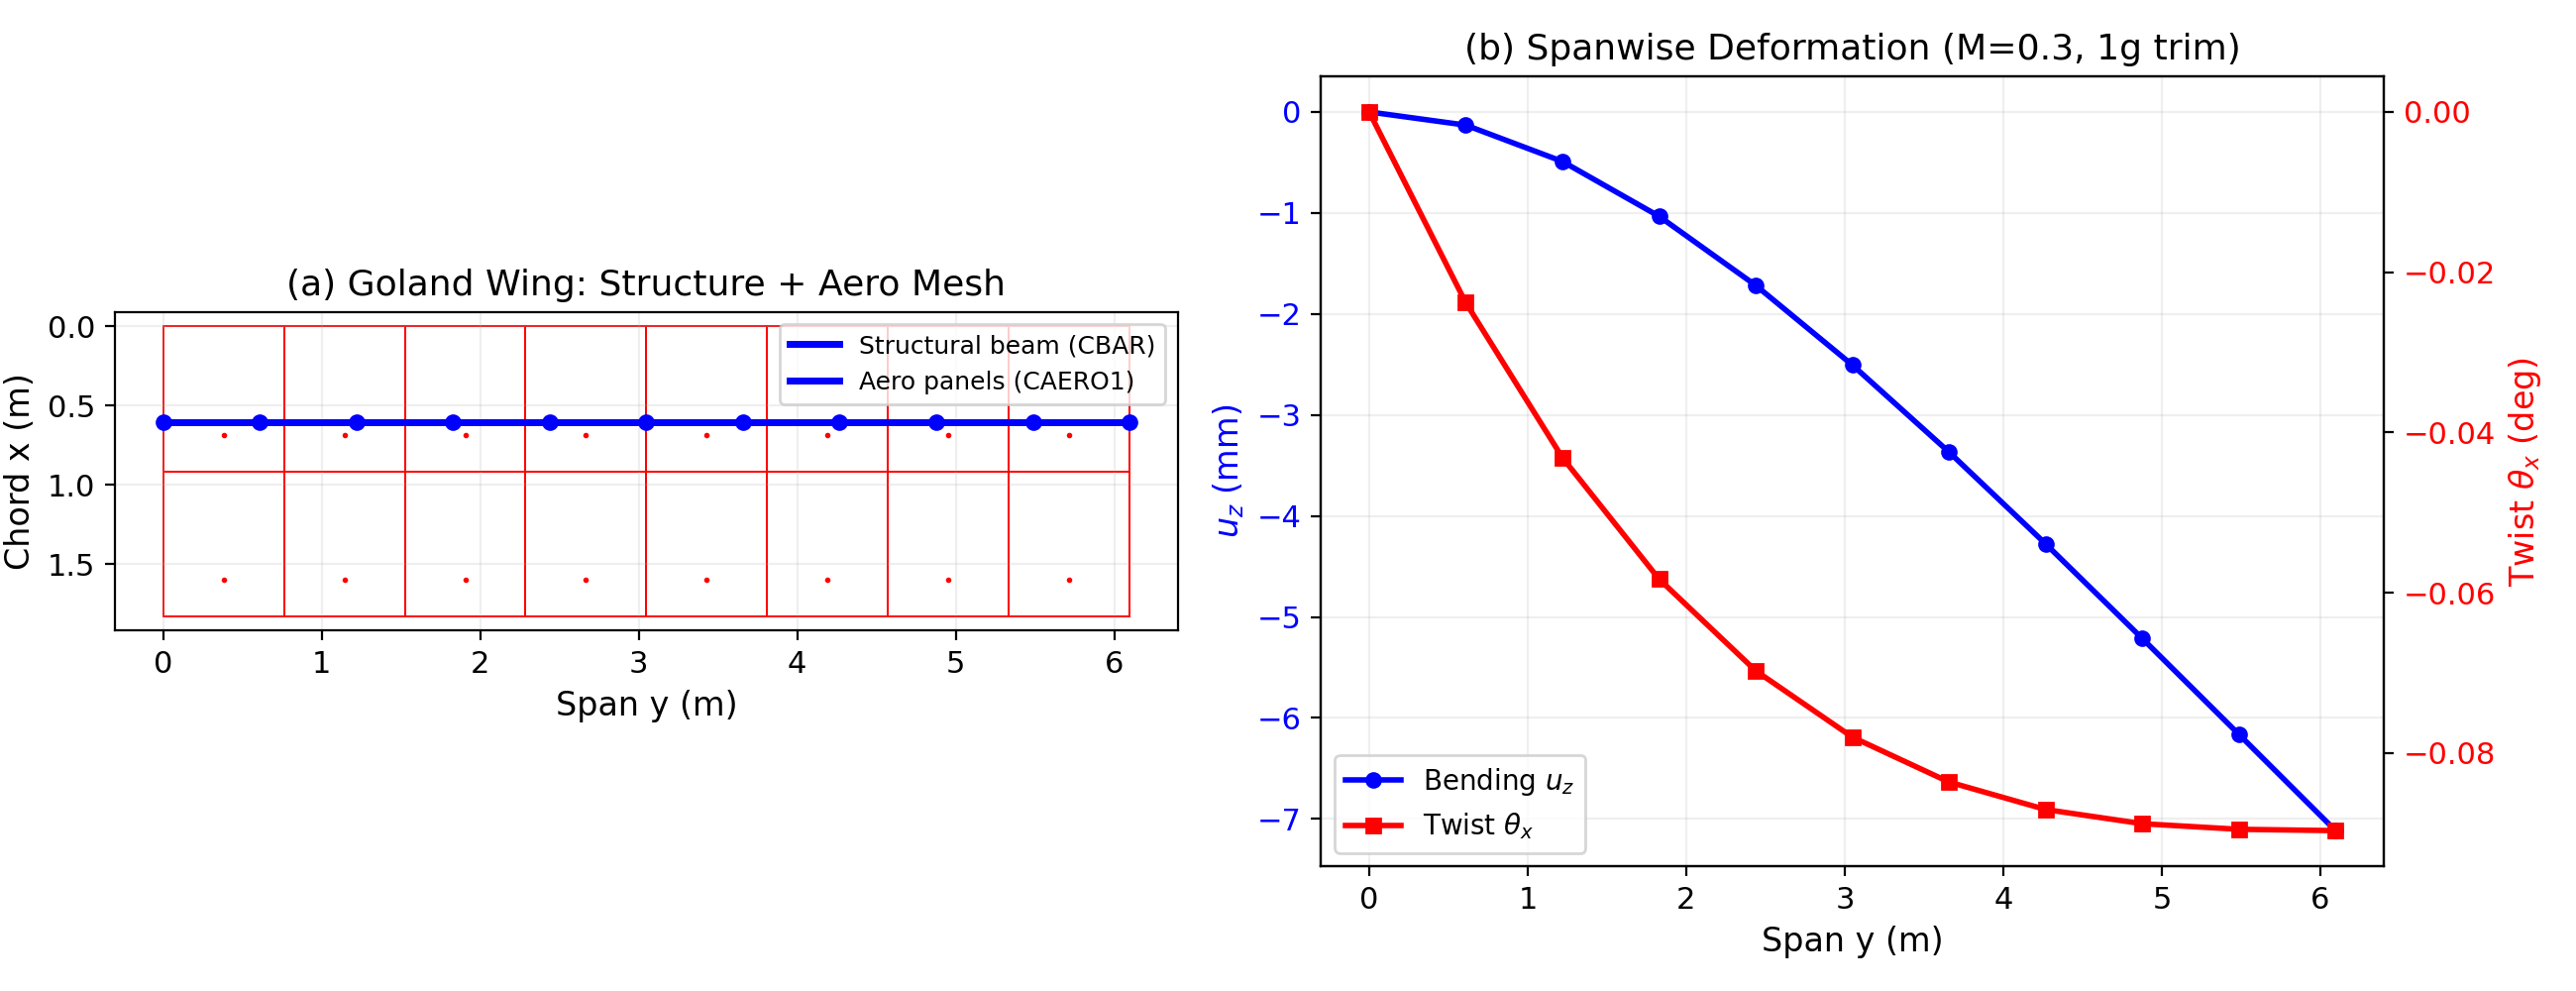 (a) Goland Wing: Structure + Aero Mesh
Structural beam (CBAR)
Aero panels (CAERO1)
Chord x (m)
0.0
0.5
1.0
1.5
0 1 2 3 4 5 6
Span y (m)
(b) Spanwise Deformation (M=0.3, 1g trim)
u_z (mm)
0
−1
−2
−3
−4
−5
−6
−7
Bending u_z
Twist θ_x
0 1 2 3 4 5 6
Span y (m)
0.00
−0.02
−0.04
−0.06
−0.08
Twist θ_x (deg)